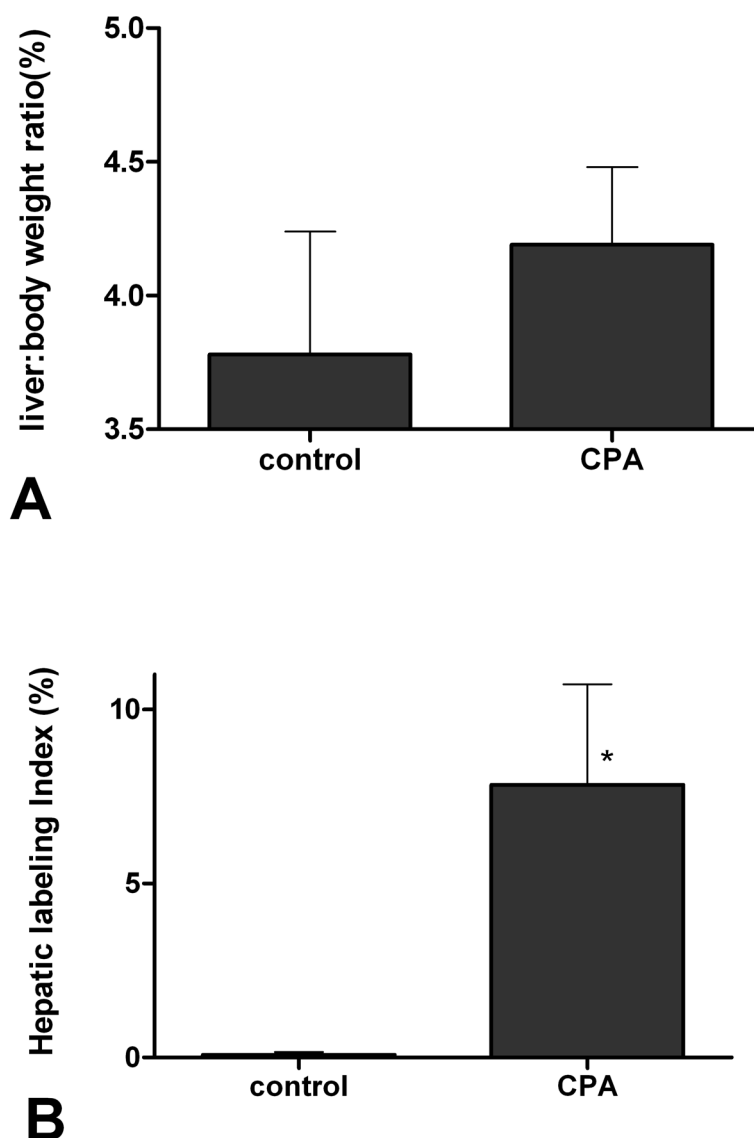 liver:body weight ratio(%)
5.0
4.5
4.0
3.5
control CPA
A
Hepatic labeling Index (%)
10
5
0
*
control CPA
B